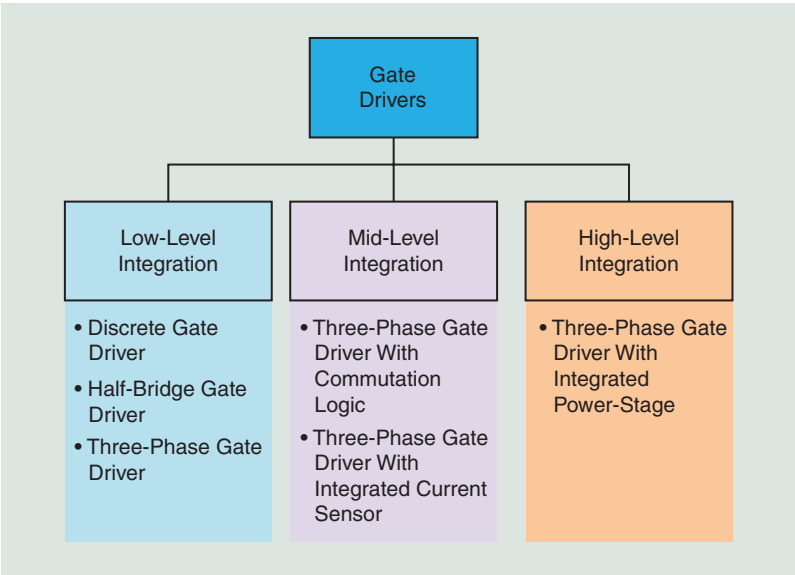 Gate
Drivers
Low-Level
Integration
• Discrete Gate
Driver
• Half-Bridge Gate
Driver
• Three-Phase Gate
Driver
Mid-Level
Integration
• Three-Phase Gate
Driver With
Commutation
Logic
• Three-Phase Gate
Driver With
Integrated Current
Sensor
High-Level
Integration
• Three-Phase Gate
Driver With
Integrated
Power-Stage